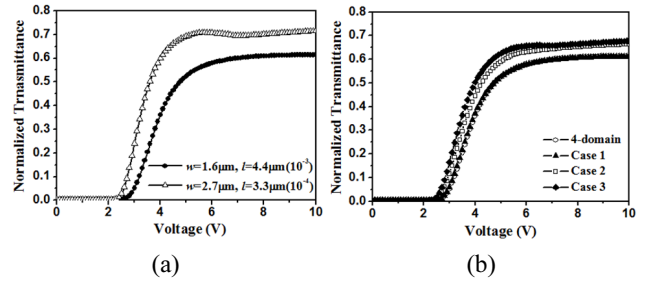 0.8
0.7
0.6
0.5
0.4
0.3
0.2
0.1
0.0
Normalized Trnasmittance
w=1.6μm, l=4.4μm(10⁻³)
w=2.7μm, l=3.3μm(10⁻⁴)
0 2 4 6 8 10
Voltage (V)
(a)
0.8
0.7
0.6
0.5
0.4
0.3
0.2
0.1
0.0
Normalized Transmittance
4-domain
Case 1
Case 2
Case 3
0 2 4 6 8 10
Voltage (V)
(b)